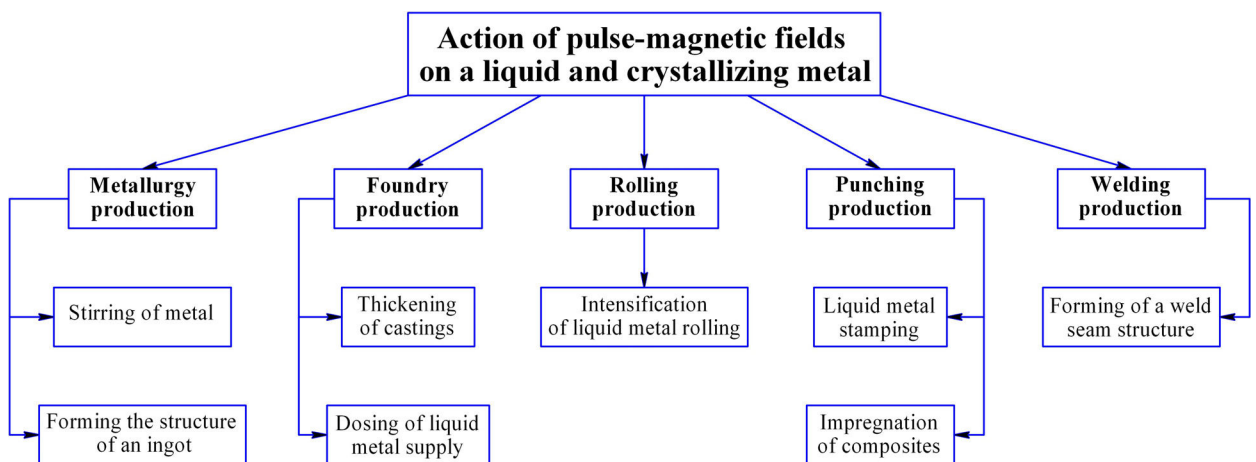 Action of pulse-magnetic fields
on a liquid and crystallizing metal
Metallurgy
production
Foundry
production
Rolling
production
Punching
production
Welding
production
Stirring of metal
Thickening
of castings
Intensification
of liquid metal rolling
Liquid metal
stamping
Forming of a weld
seam structure
Forming the structure
of an ingot
Dosing of liquid
metal supply
Impregnation
of composites